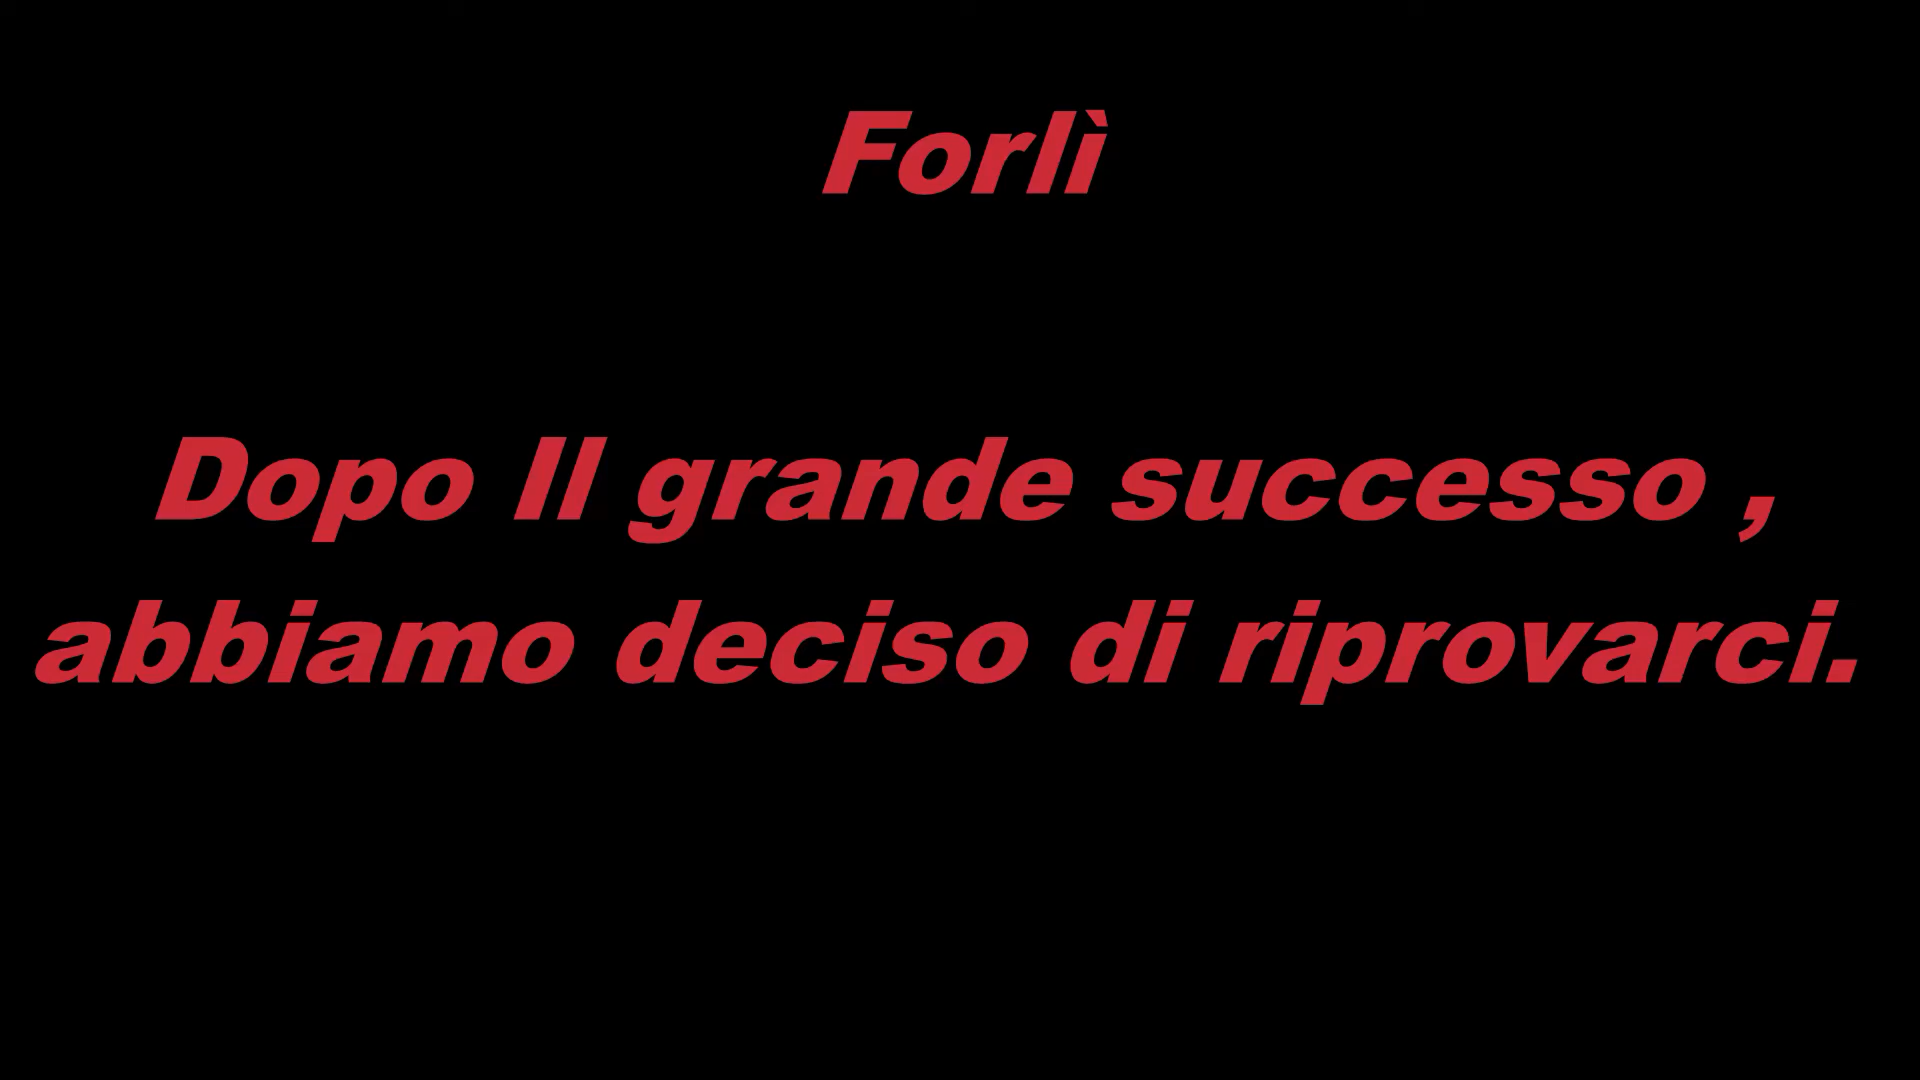 Forlì
Dopo Il grande successo ,
abbiamo deciso di riprovarci.